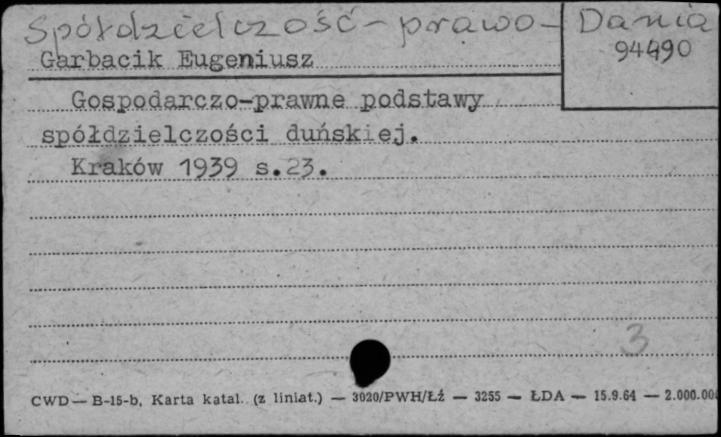 Spółdzielczość - prawo - Dania
94490
Garbacik Eugeniusz
Gospodarczo-prawne podstawy
spółdzielczości duńskiej.
Kraków 1939 s.23.
3
CWD — B-15-b, Karta katal. (z liniat.) — 3020/PWH/Łź — 3255 — ŁDA — 15.9.64 — 2.000.00